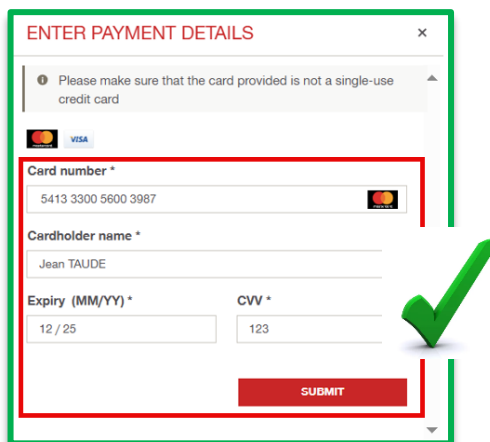 ENTER PAYMENT DETAILS ×
Please make sure that the card provided is not a single-use
credit card
VISA
Card number *
5413 3300 5600 3987
Cardholder name *
Jean TAUDE
Expiry (MM/YY) * CVV *
12 / 25 123
SUBMIT